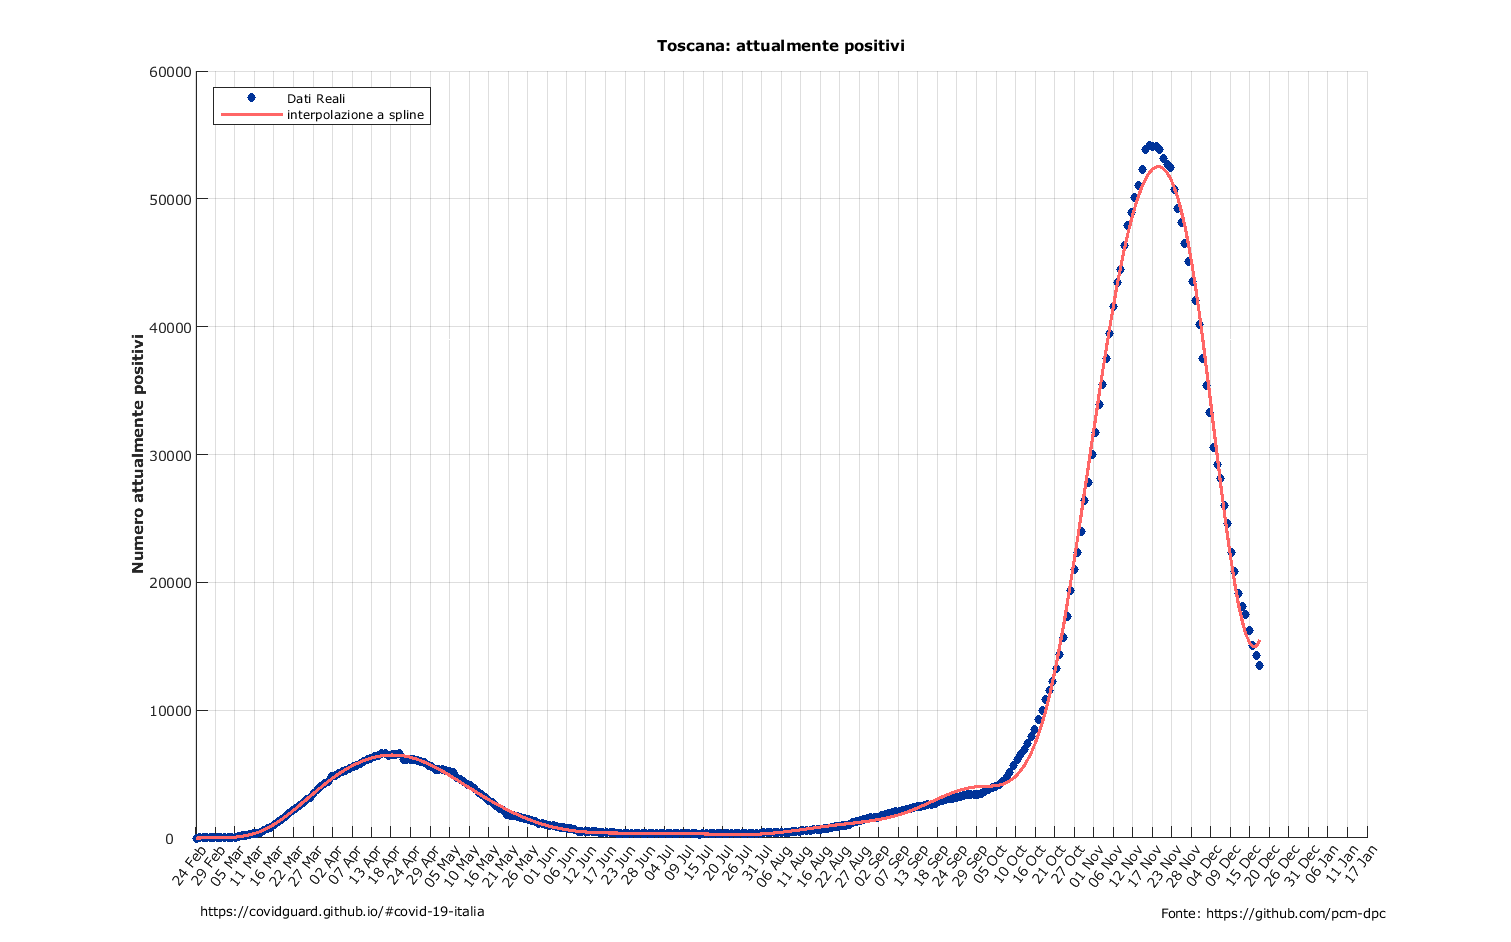 Toscana: attualmente positivi
60000
50000
40000
30000
20000
10000
0
Numero attualmente positivi
Dati Reali
interpolazione a spline
24 Feb
29 Feb
05 Mar
11 Mar
16 Mar
22 Mar
27 Mar
02 Apr
07 Apr
13 Apr
18 Apr
24 Apr
29 Apr
05 May
10 May
16 May
21 May
26 May
01 Jun
06 Jun
12 Jun
17 Jun
23 Jun
28 Jun
04 Jul
09 Jul
15 Jul
20 Jul
26 Jul
31 Jul
06 Aug
11 Aug
16 Aug
22 Aug
27 Aug
02 Sep
07 Sep
13 Sep
18 Sep
24 Sep
29 Sep
05 Oct
10 Oct
16 Oct
21 Oct
27 Oct
01 Nov
06 Nov
12 Nov
17 Nov
23 Nov
28 Nov
04 Dec
09 Dec
15 Dec
20 Dec
26 Dec
31 Dec
06 Jan
11 Jan
17 Jan
https://covidguard.github.io/#covid-19-italia
Fonte: https://github.com/pcm-dpc